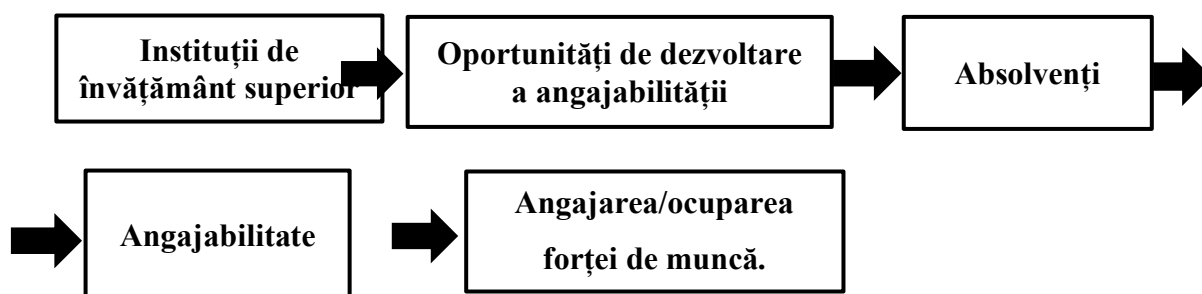 Instituții de
învățământ superior
Oportunități de dezvoltare
a angajabilității
Absolvenți
Angajabilitate
Angajarea/ocuparea
forței de muncă.